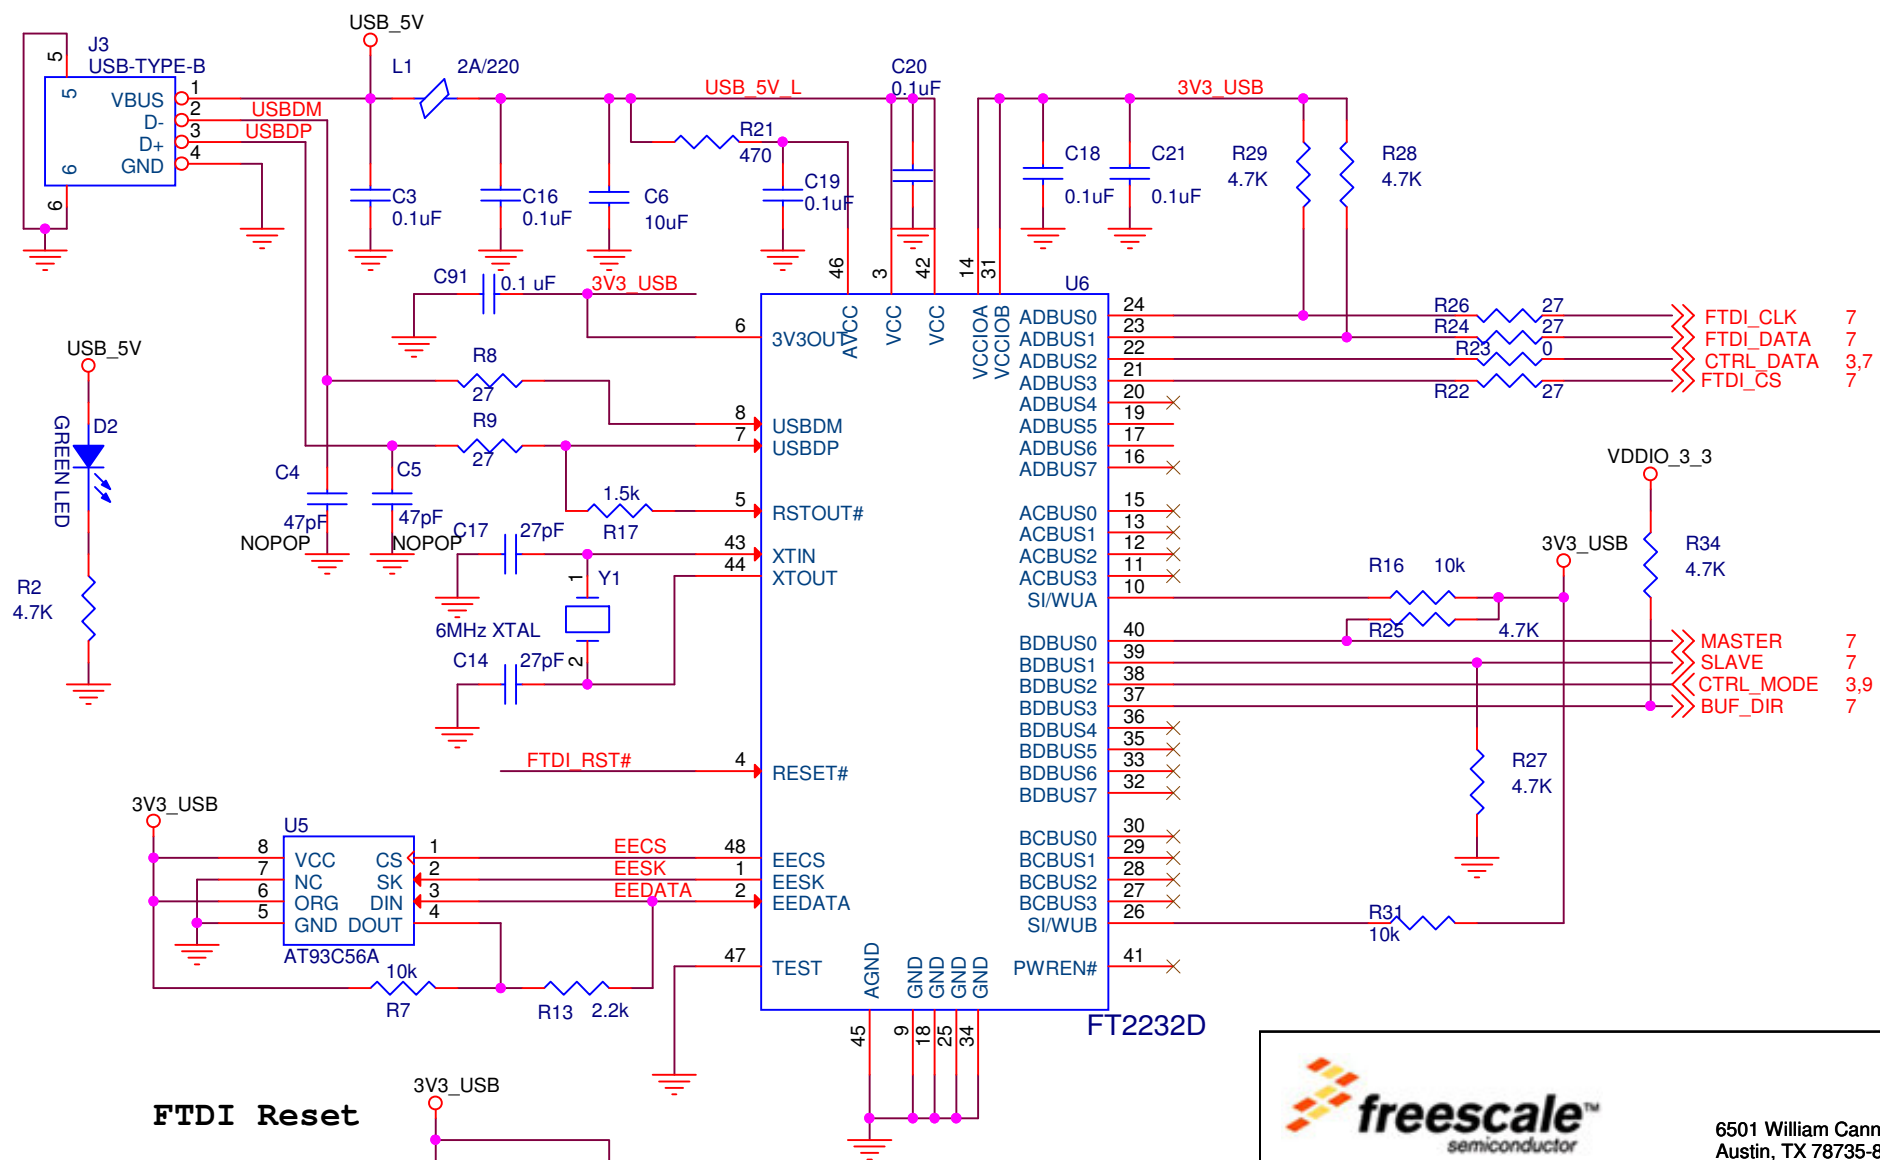 USB_5V
J3
USB-TYPE-B
5
5
VBUS
D-
D+
GND
6
6
1
2
3
4
USBDM
USBDP
L1
2A/220
USB_5V_L
C20
0.1uF
3V3_USB
R21
470
C3
0.1uF
C16
0.1uF
C6
10uF
C19
0.1uF
C18
0.1uF
C21
0.1uF
R29
4.7K
R28
4.7K
C91
0.1 uF
3V3_USB
46
3
42
14
31
U6
AVCC
VCC
VCC
VCCIOA
VCCIOB
6
3V3OUT
8
USBDM
7
USBDP
5
RSTOUT#
43
XTIN
44
XTOUT
4
RESET#
48
EECS
1
EESK
2
EEDATA
47
TEST
ADBUS0 24
ADBUS1 23
ADBUS2 22
ADBUS3 21
ADBUS4 20
ADBUS5 19
ADBUS6 17
ADBUS7 16
ACBUS0 15
ACBUS1 13
ACBUS2 12
ACBUS3 11
SI/WUA 10
BDBUS0 40
BDBUS1 39
BDBUS2 38
BDBUS3 37
BDBUS4 36
BDBUS5 35
BDBUS6 33
BDBUS7 32
BCBUS0 30
BCBUS1 29
BCBUS2 28
BCBUS3 27
SI/WUB 26
PWREN# 41
AGND
GND
GND
GND
GND
45
9
18
25
34
FT2232D
R26 27
FTDI_CLK 7
R24 27
FTDI_DATA 7
R23 0
CTRL_DATA 3,7
R22 27
FTDI_CS 7
VDDIO_3_3
R34
4.7K
3V3_USB
R16 10k
R25 4.7K
MASTER 7
SLAVE 7
CTRL_MODE 3,9
BUF_DIR 7
R27
4.7K
R31
10k
USB_5V
D2
GREEN LED
R2
4.7K
R8
27
R9
27
C4
47pF
NOPOP
C5
47pF
NOPOP
1.5k
R17
C17 27pF
1
Y1
2
6MHz XTAL
C14 27pF
FTDI_RST#
3V3_USB
U5
8 VCC CS 1
7 NC SK 2
6 ORG DIN 3
5 GND DOUT 4
AT93C56A
EECS
EESK
EEDATA
10k
R7
R13 2.2k
3V3_USB
FTDI Reset
freescale™
semiconductor
6501 William Cann
Austin, TX 78735-8